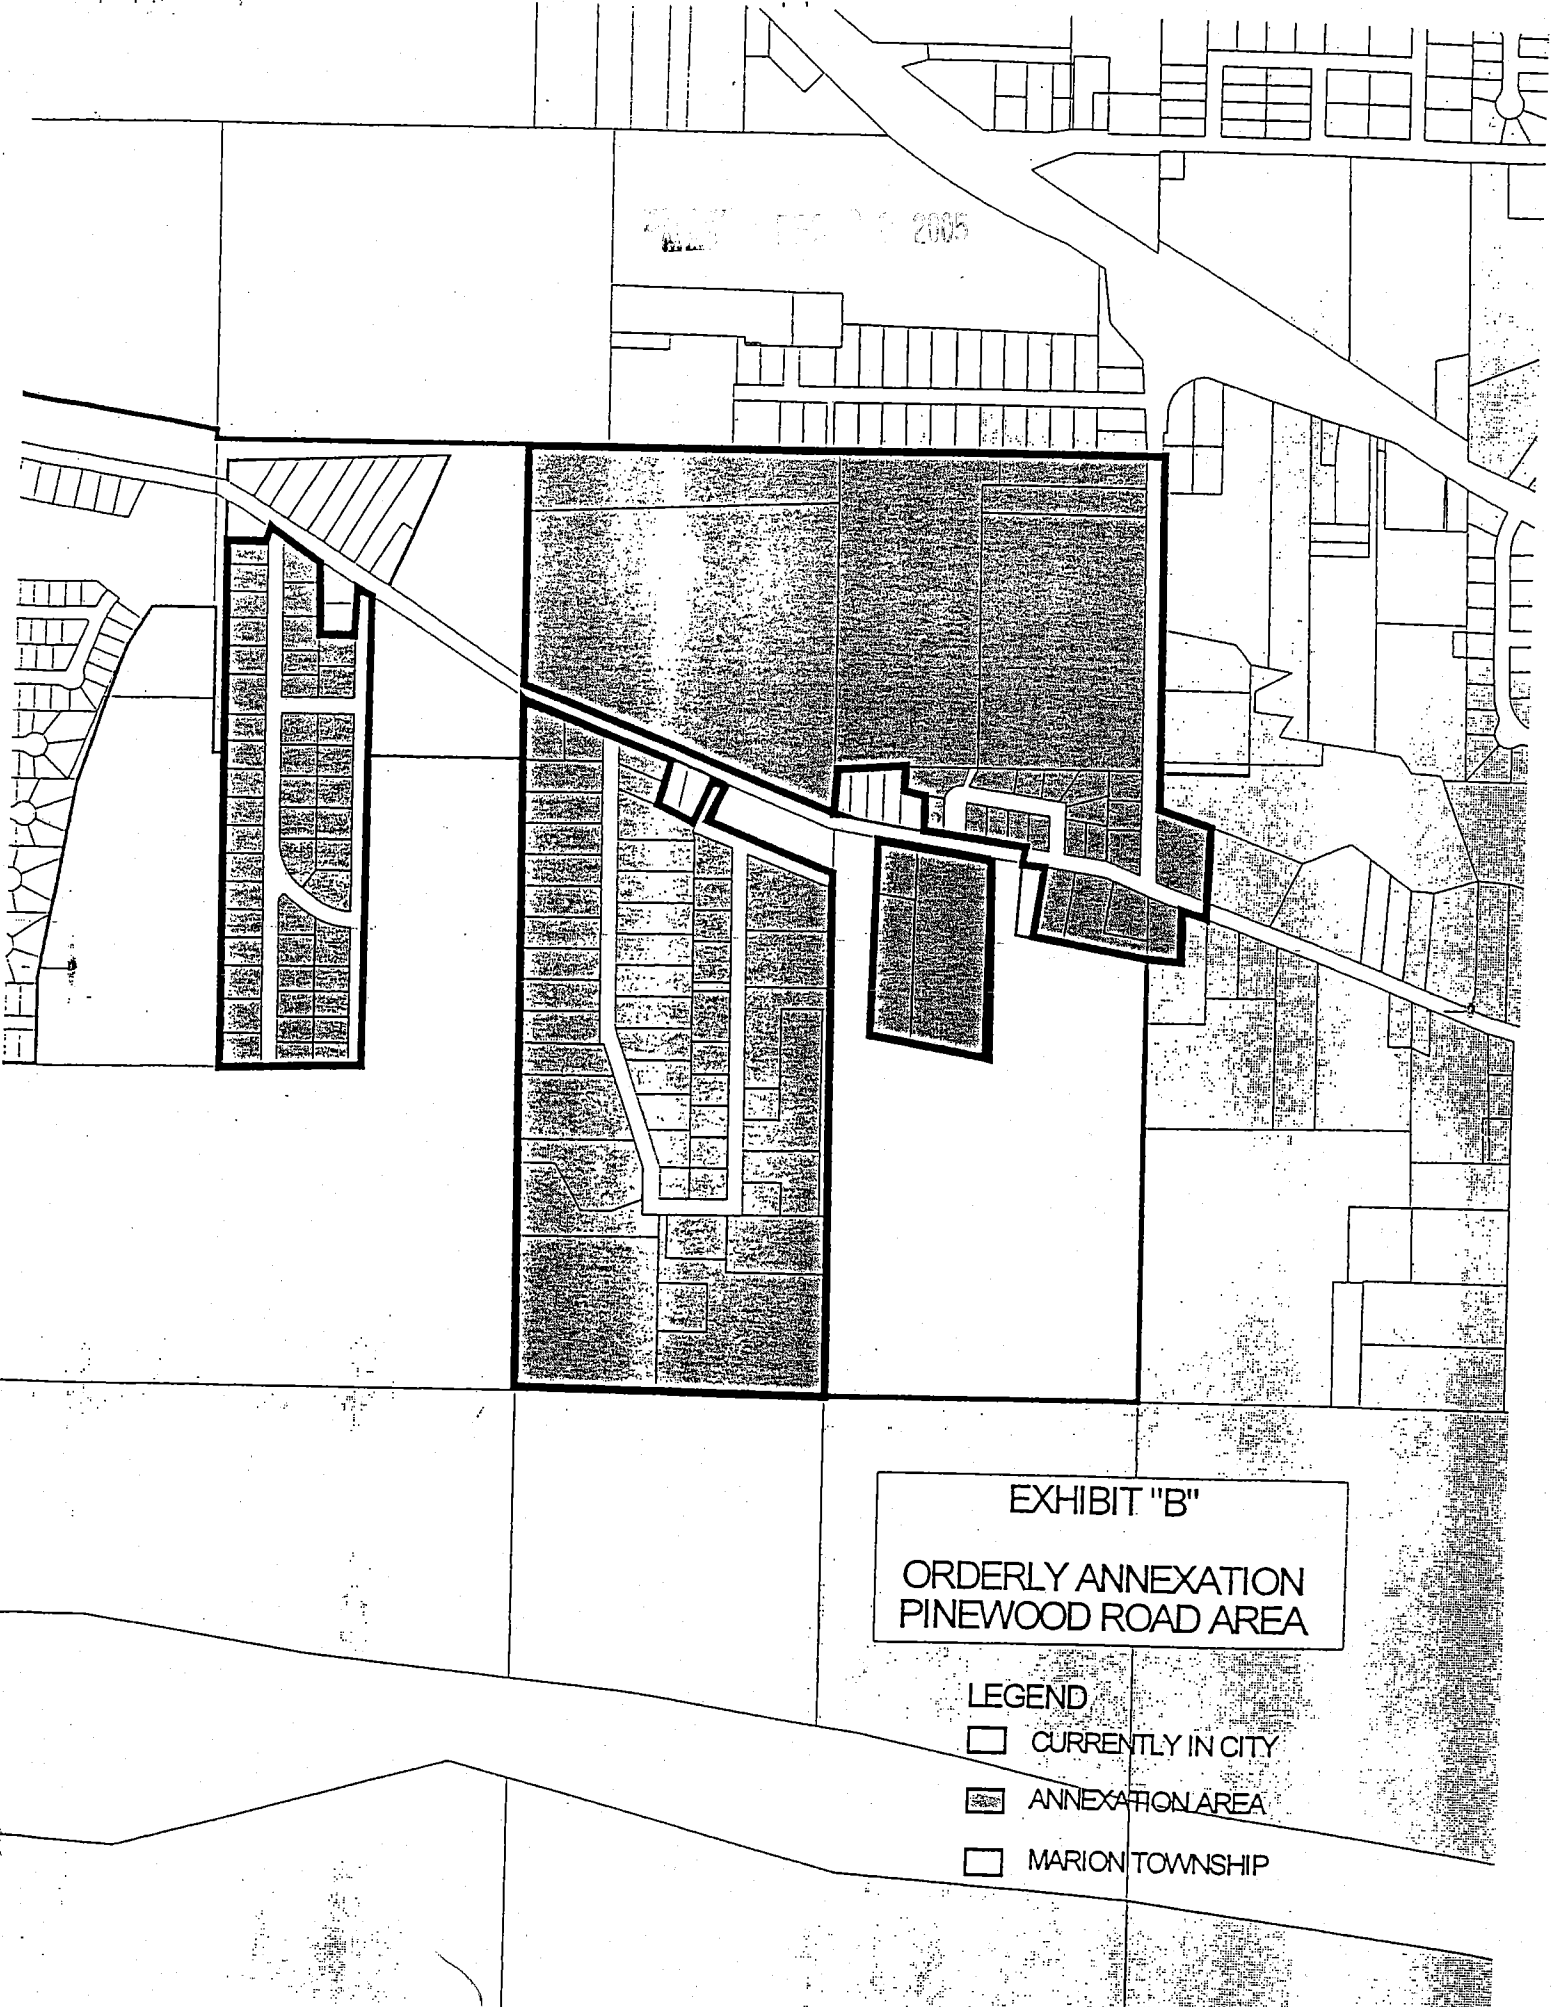 2005
EXHIBIT "B"
ORDERLY ANNEXATION
PINEWOOD ROAD AREA
LEGEND
CURRENTLY IN CITY
ANNEXATION AREA
MARION TOWNSHIP